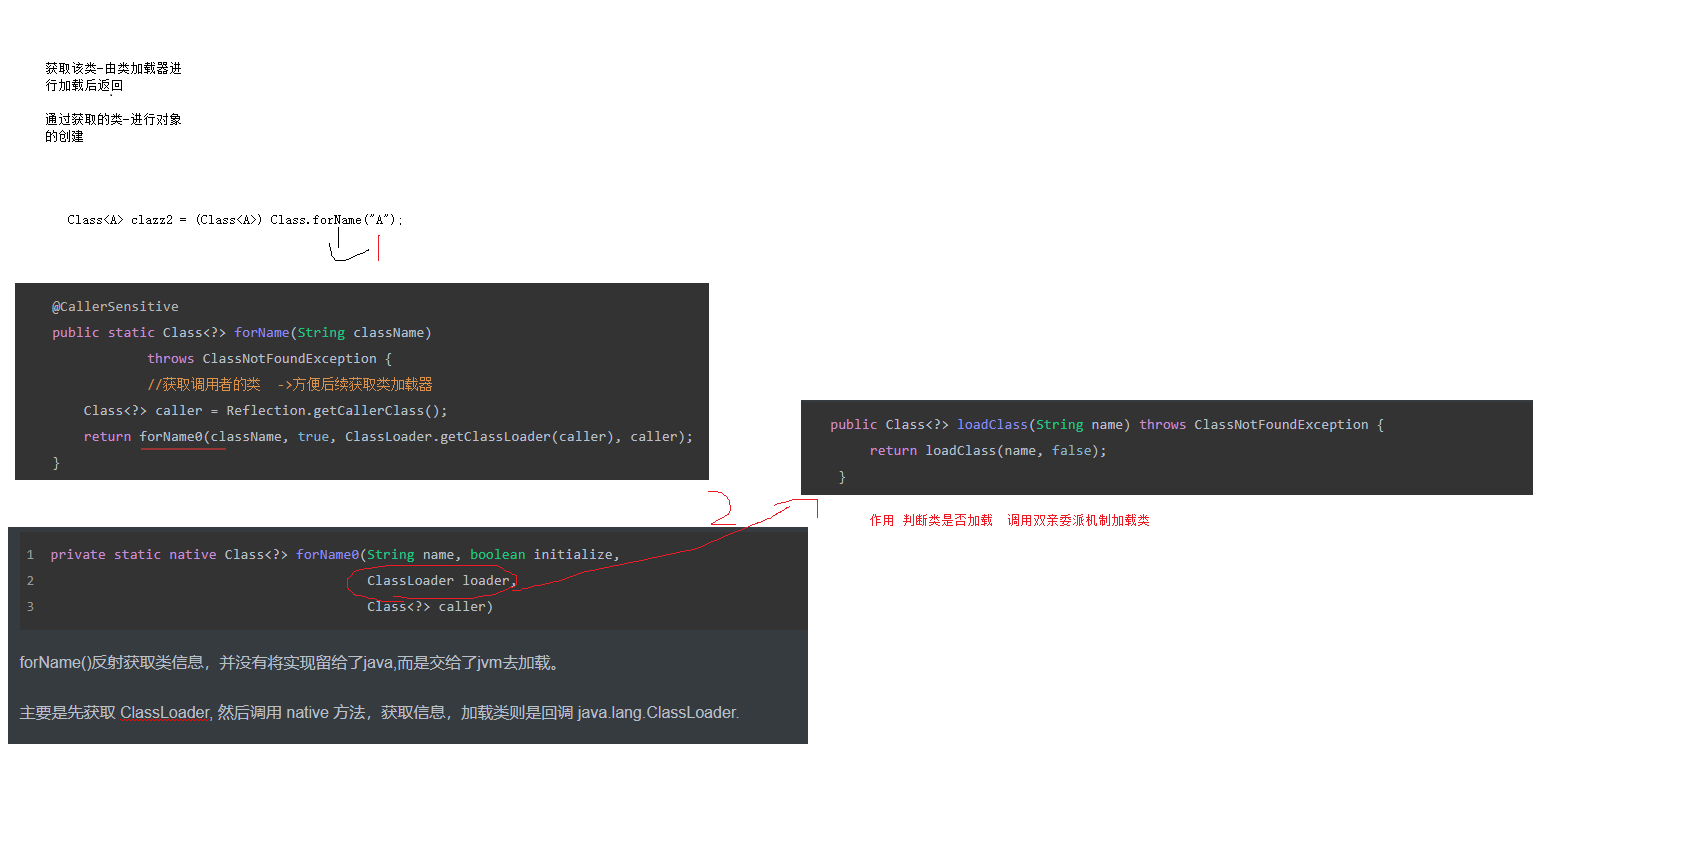 获取该类-由类加载器进
行加载后返回
通过获取的类-进行对象
的创建
Class<A> clazz2 = (Class<A>) Class.forName("A");
1
@CallerSensitive
public static Class<?> forName(String className)
throws ClassNotFoundException {
//获取调用者的类  ->方便后续获取类加载器
Class<?> caller = Reflection.getCallerClass();
return forName0(className, true, ClassLoader.getClassLoader(caller), caller);
}
public Class<?> loadClass(String name) throws ClassNotFoundException {
return loadClass(name, false);
}
作用 判断类是否加载  调用双亲委派机制加载类
2
1 private static native Class<?> forName0(String name, boolean initialize,
2 ClassLoader loader,
3 Class<?> caller)
forName()反射获取类信息，并没有将实现留给了java,而是交给了jvm去加载。
主要是先获取 ClassLoader, 然后调用 native 方法，获取信息，加载类则是回调 java.lang.ClassLoader.